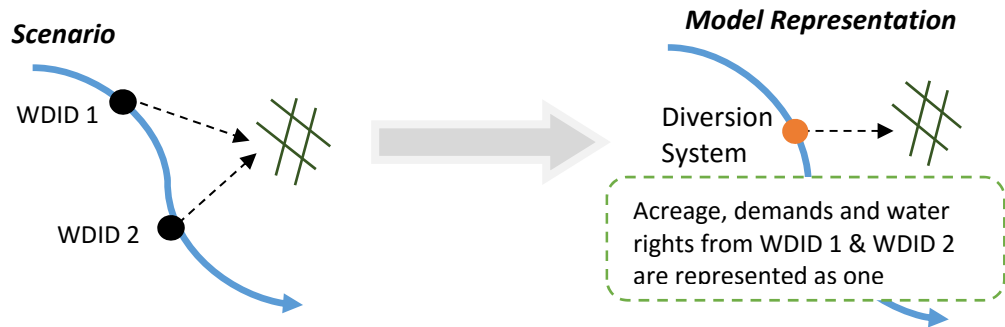 Scenario
WDID 1
WDID 2
Model Representation
Diversion
System
Acreage, demands and water
rights from WDID 1 & WDID 2
are represented as one